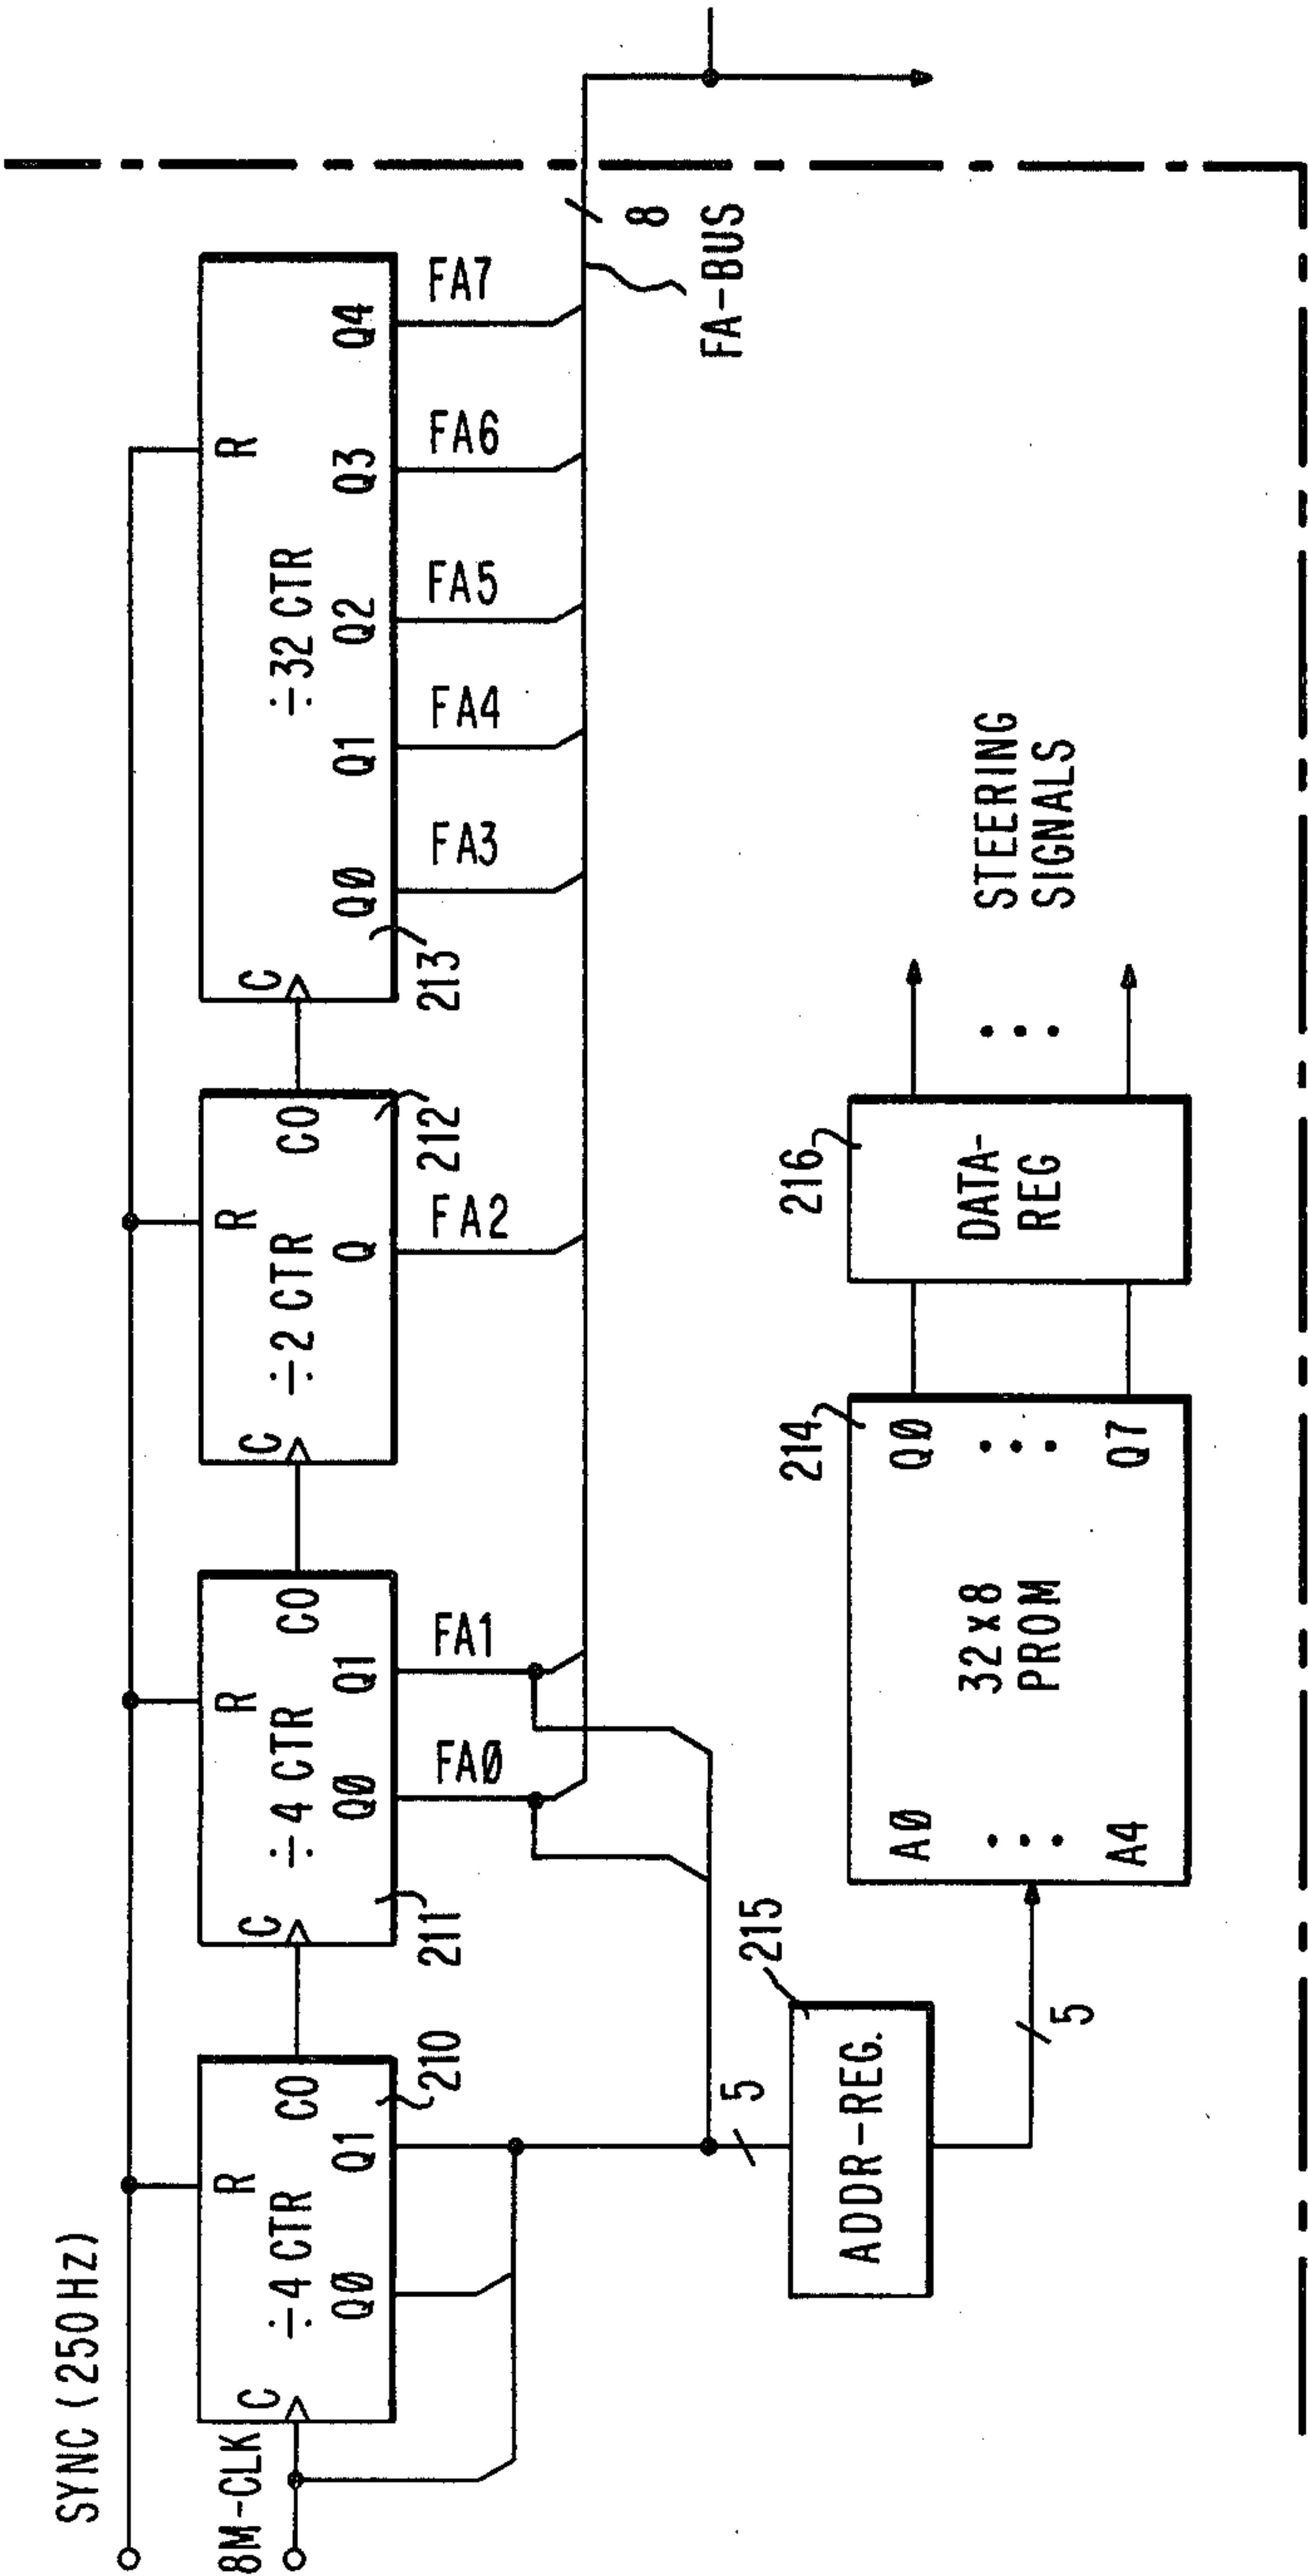 SYNC (250 Hz)
8M-CLK
C
R
÷4 CTR
CO
Q0
Q1
210
C
R
÷4 CTR
CO
Q0
Q1
211
FA0
FA1
C
R
÷2 CTR
CO
Q
212
FA2
C
R
÷32 CTR
Q0
Q1
Q2
Q3
Q4
213
FA3
FA4
FA5
FA6
FA7
8
FA-BUS
5
215
ADDR-REG.
5
214
A0
A4
32x8
PROM
Q0
Q7
216
DATA-
REG
STEERING
SIGNALS